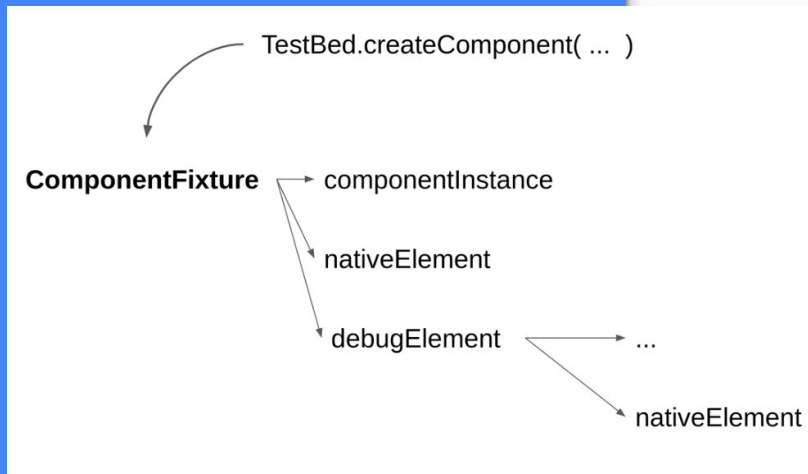 TestBed.createComponent( ... )
ComponentFixture
componentInstance
nativeElement
debugElement
...
nativeElement